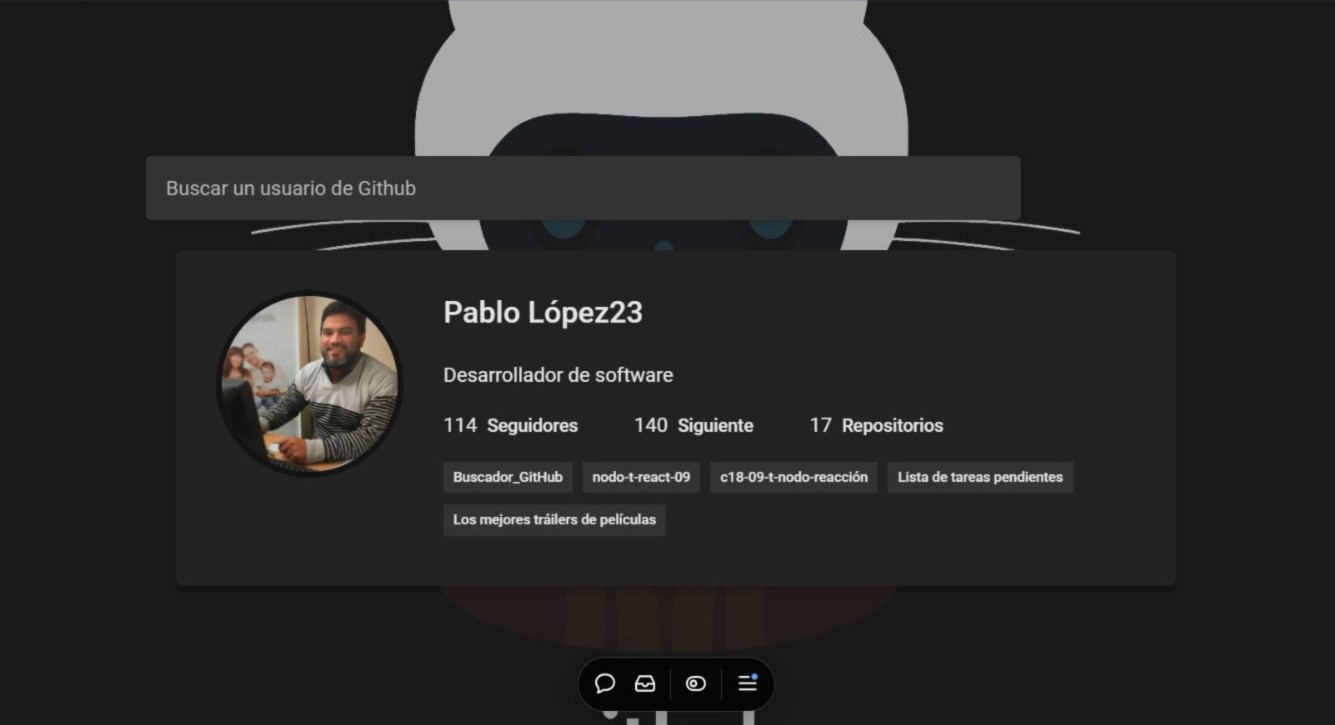 Buscar un usuario de Github
Pablo López23
Desarrollador de software
114 Seguidores 140 Siguiente 17 Repositorios
Buscador_GitHub nodo-t-react-09 c18-09-t-nodo-reacción Lista de tareas pendientes
Los mejores tráilers de películas